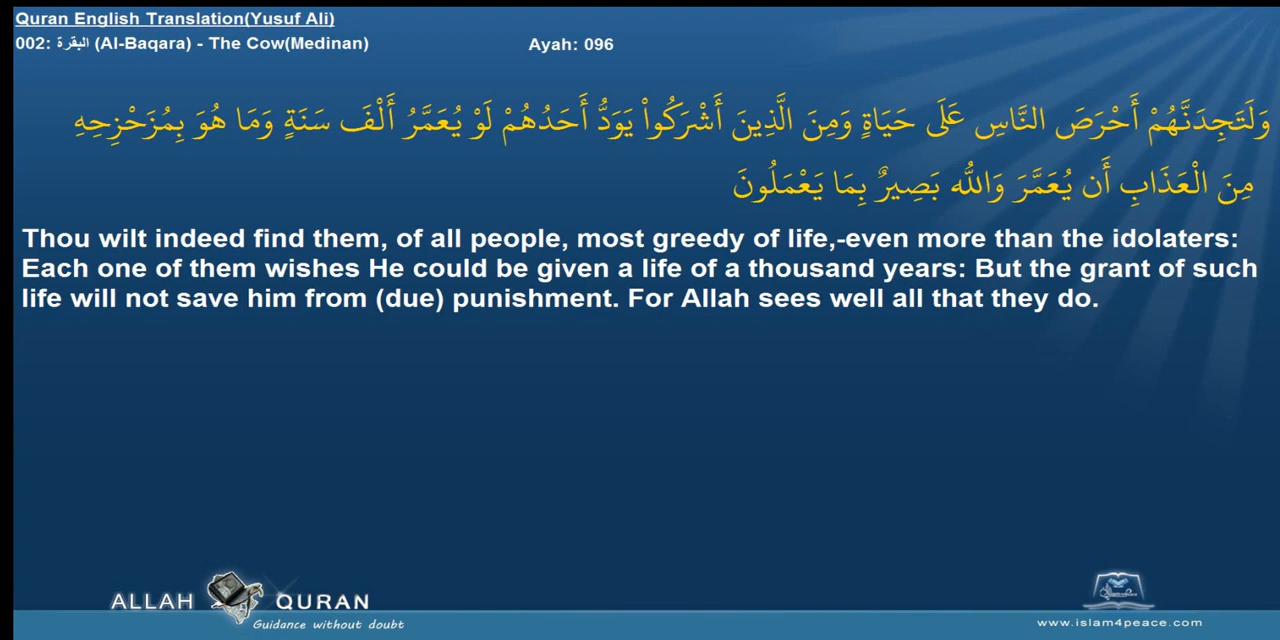 Quran English Translation(Yusuf Ali)
002: البقرة (Al-Baqara) - The Cow(Medinan) Ayah: 096
وَلَتَجِدَنَّهُمْ أَحْرَصَ النَّاسِ عَلَى حَيَاةٍ وَمِنَ الَّذِينَ أَشْرَكُواْ يَوَدُّ أَحَدُهُمْ لَوْ يُعَمَّرُ أَلْفَ سَنَةٍ وَمَا هُوَ بِمُزَحْزِحِهِ
مِنَ الْعَذَابِ أَن يُعَمَّرَ وَاللّهُ بَصِيرٌ بِمَا يَعْمَلُونَ
Thou wilt indeed find them, of all people, most greedy of life,-even more than the idolaters:
Each one of them wishes He could be given a life of a thousand years: But the grant of such
life will not save him from (due) punishment. For Allah sees well all that they do.
ALLAH QURAN
Guidance without doubt
www.islam4peace.com